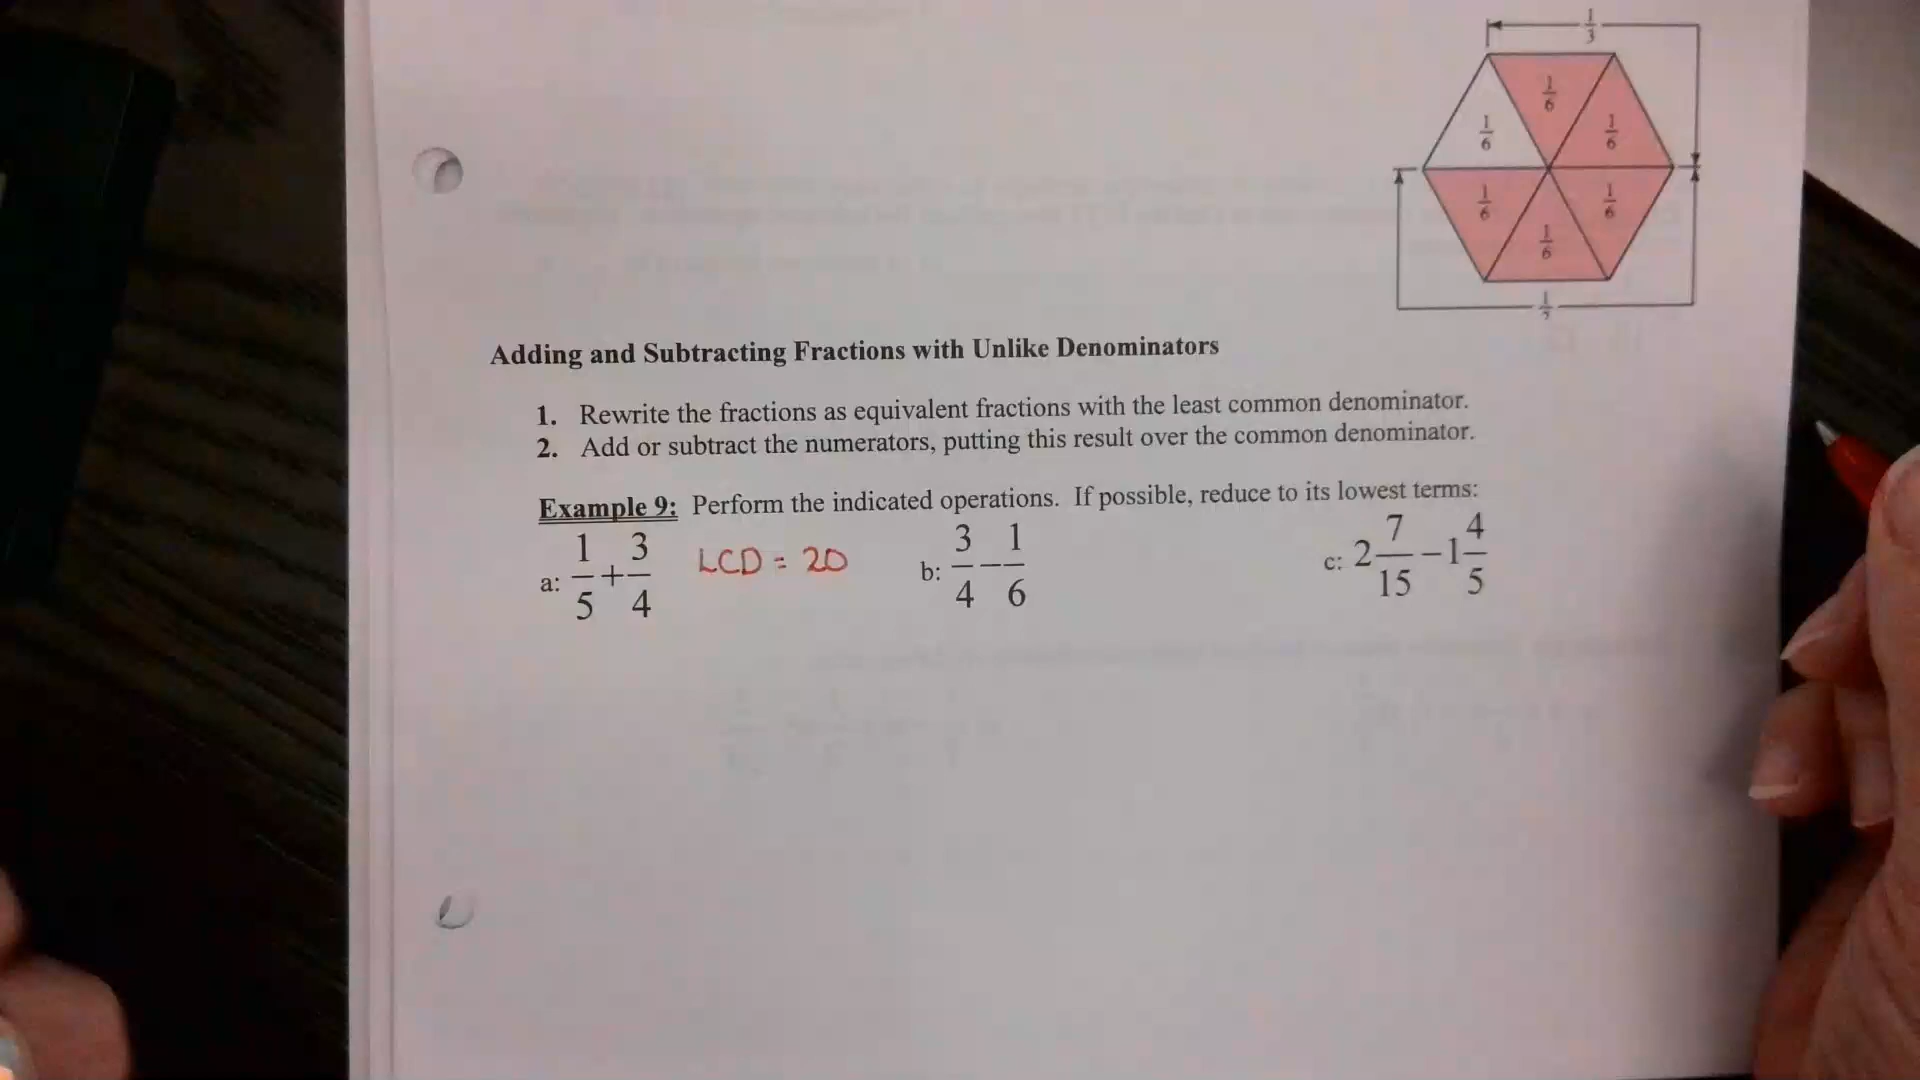 1/3
1/6
1/6 1/6
1/6 1/6
1/6
1/2
Adding and Subtracting Fractions with Unlike Denominators
1. Rewrite the fractions as equivalent fractions with the least common denominator.
2. Add or subtract the numerators, putting this result over the common denominator.
Example 9: Perform the indicated operations. If possible, reduce to its lowest terms:
a: 1/5 + 3/4 LCD = 20 b: 3/4 − 1/6 c: 2 7/15 − 1 4/5